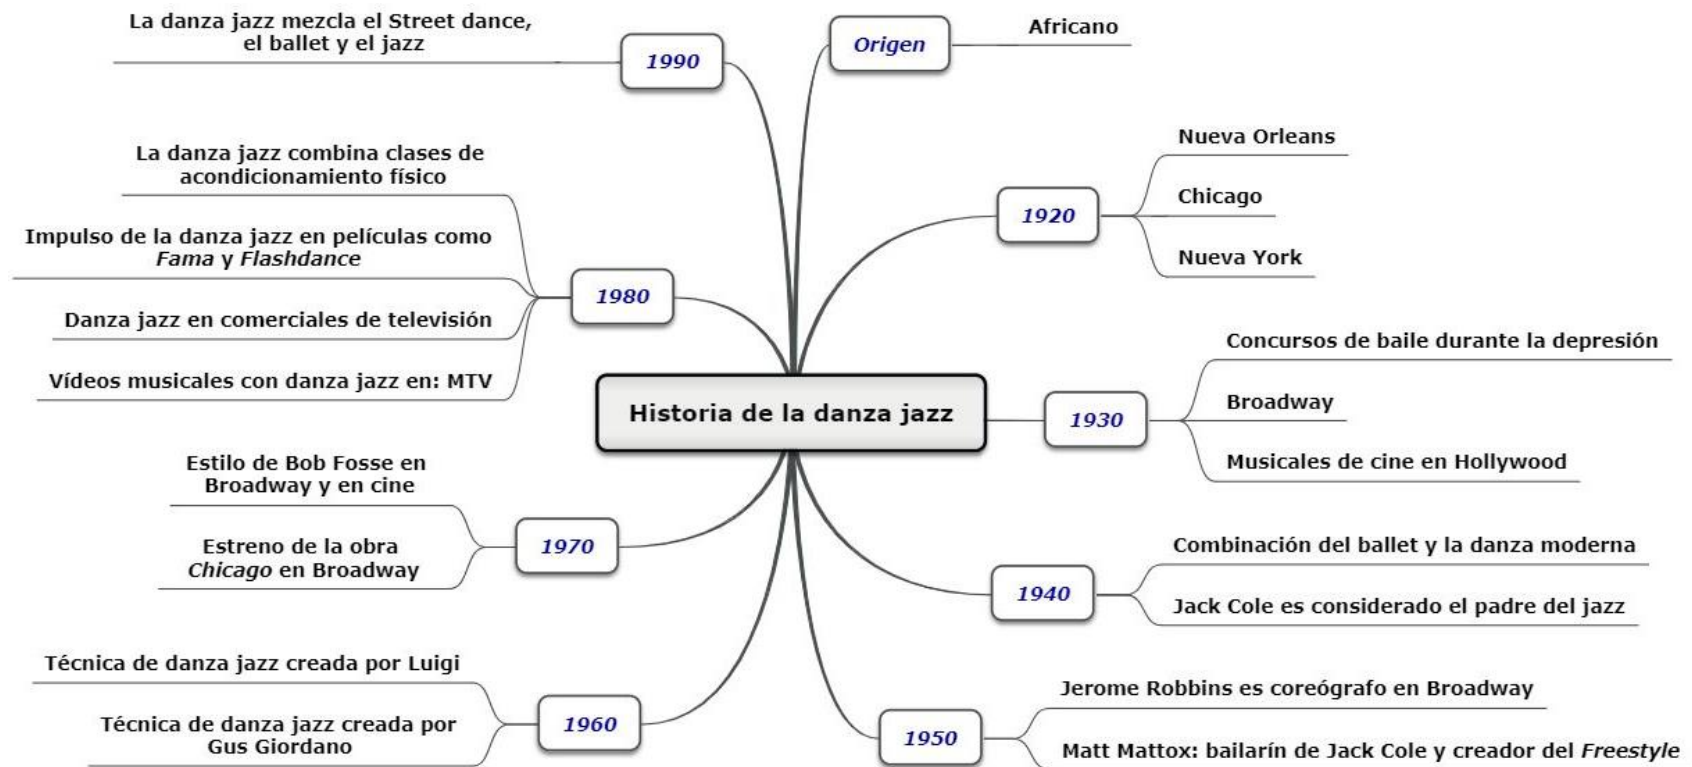 Historia de la danza jazz
Origen
Africano
1920
Nueva Orleans
Chicago
Nueva York
1930
Concursos de baile durante la depresión
Broadway
Musicales de cine en Hollywood
1940
Combinación del ballet y la danza moderna
Jack Cole es considerado el padre del jazz
1950
Jerome Robbins es coreógrafo en Broadway
Matt Mattox: bailarín de Jack Cole y creador del Freestyle
1960
Técnica de danza jazz creada por Luigi
Técnica de danza jazz creada por
Gus Giordano
1970
Estilo de Bob Fosse en
Broadway y en cine
Estreno de la obra
Chicago en Broadway
1980
La danza jazz combina clases de
acondicionamiento físico
Impulso de la danza jazz en películas como
Fama y Flashdance
Danza jazz en comerciales de televisión
Vídeos musicales con danza jazz en: MTV
1990
La danza jazz mezcla el Street dance,
el ballet y el jazz